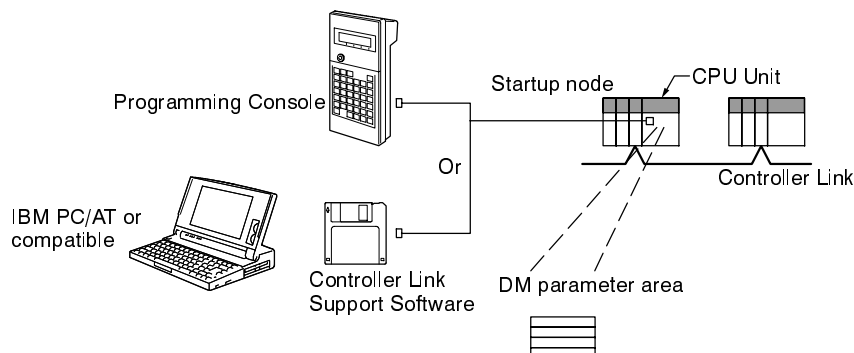 Startup node
CPU Unit
Programming Console
Or
Controller Link
IBM PC/AT or
compatible
Controller Link
Support Software
DM parameter area